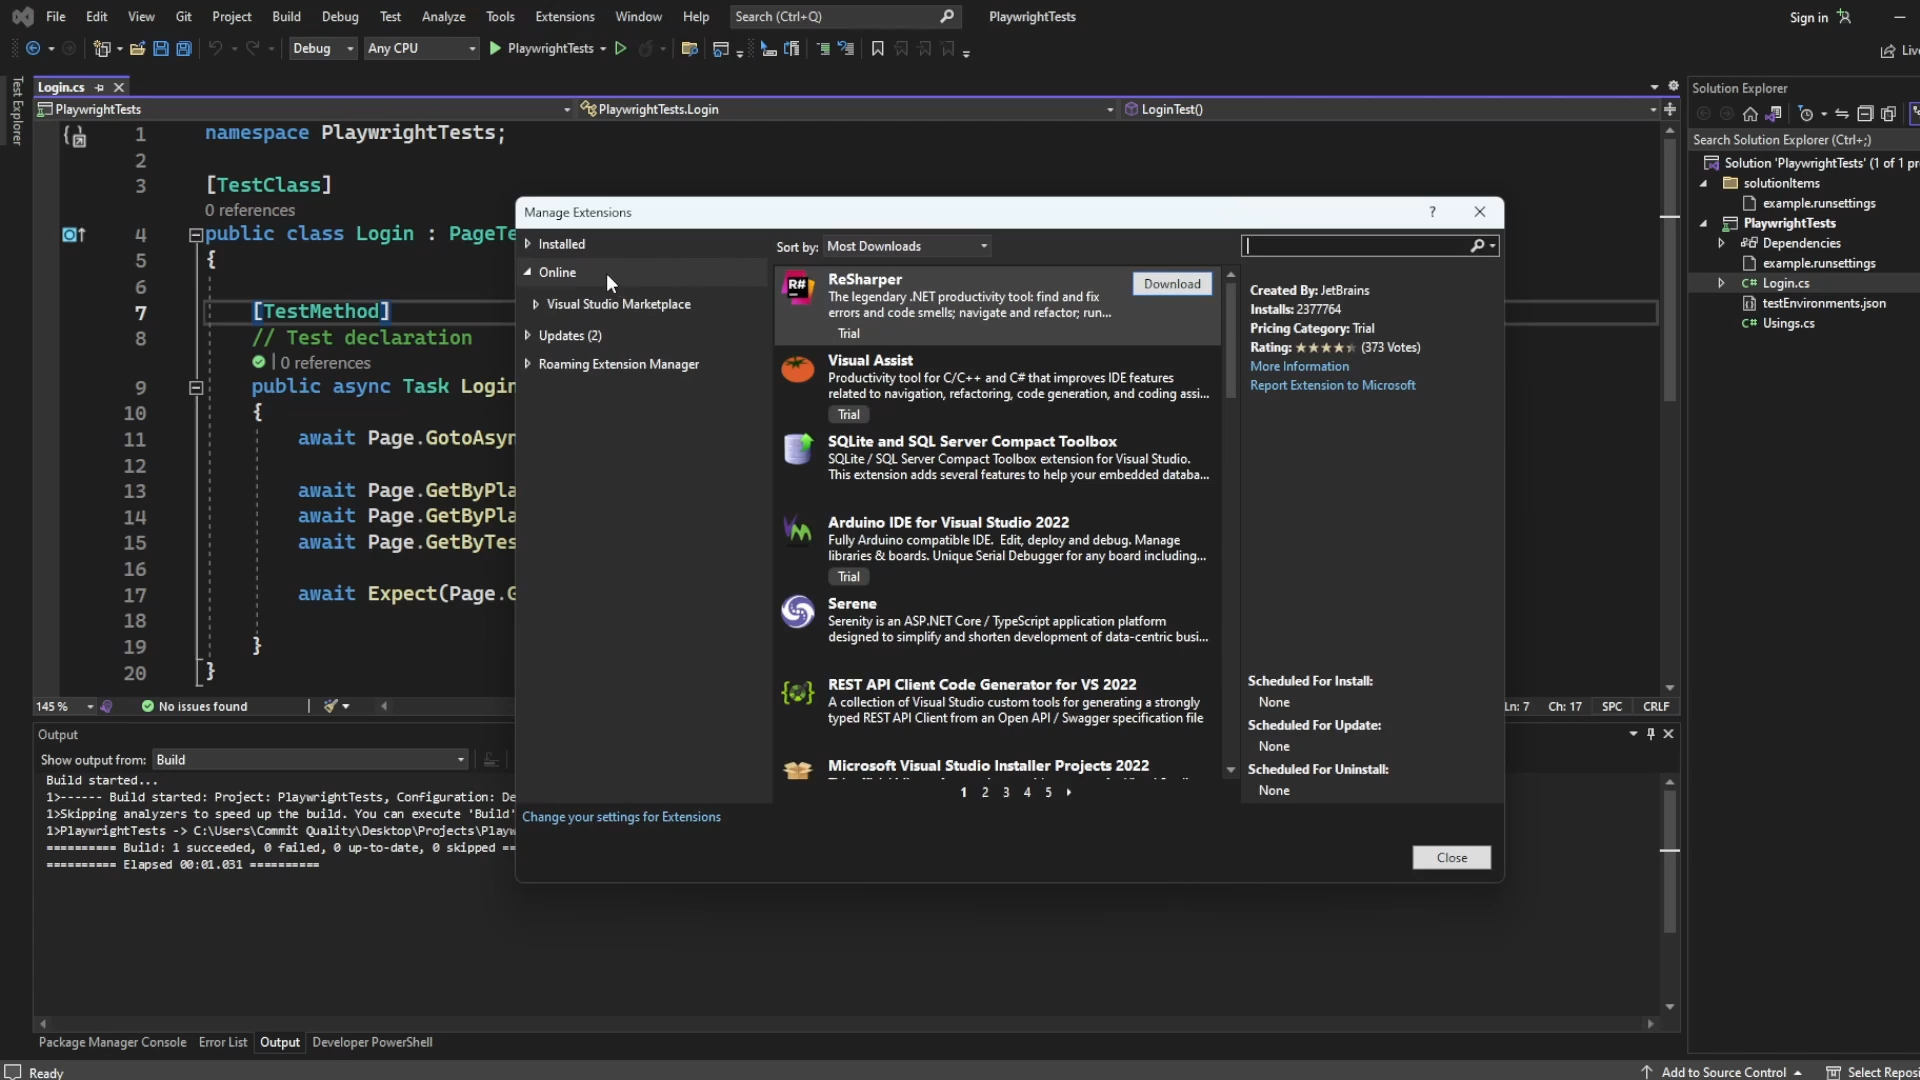 File Edit View Git Project Build Debug Test Analyze Tools Extensions Window Help Search (Ctrl+Q) PlaywrightTests Sign in
Debug Any CPU PlaywrightTests Live
Test Explorer
Login.cs
PlaywrightTests PlaywrightTests.Login LoginTest()
1 namespace PlaywrightTests;
2
3 [TestClass]
0 references
4 public class Login : PageTe
5 {
6
7 [TestMethod]
8 // Test declaration
0 references
9 public async Task Login
10 {
11 await Page.GotoAsyn
12
13 await Page.GetByPla
14 await Page.GetByPla
15 await Page.GetByTes
16
17 await Expect(Page.G
18
19 }
20 }
145 % No issues found
Ln: 7 Ch: 17 SPC CRLF
Manage Extensions
?
Installed
Online
Visual Studio Marketplace
Updates (2)
Roaming Extension Manager
Change your settings for Extensions
Sort by: Most Downloads
ReSharper
The legendary .NET productivity tool: find and fix
errors and code smells; navigate and refactor; run...
Trial
Download
Visual Assist
Productivity tool for C/C++ and C# that improves IDE features
related to navigation, refactoring, code generation, and coding assi...
Trial
SQLite and SQL Server Compact Toolbox
SQLite / SQL Server Compact Toolbox extension for Visual Studio.
This extension adds several features to help your embedded databa...
Arduino IDE for Visual Studio 2022
Fully Arduino compatible IDE. Edit, deploy and debug. Manage
libraries & boards. Unique Serial Debugger for any board including...
Trial
Serene
Serenity is an ASP.NET Core / TypeScript application platform
designed to simplify and shorten development of data-centric busi...
REST API Client Code Generator for VS 2022
A collection of Visual Studio custom tools for generating a strongly
typed REST API Client from an Open API / Swagger specification file
Microsoft Visual Studio Installer Projects 2022
1 2 3 4 5
Created By: JetBrains
Installs: 2377764
Pricing Category: Trial
Rating: (373 Votes)
More Information
Report Extension to Microsoft
Scheduled For Install:
None
Scheduled For Update:
None
Scheduled For Uninstall:
None
Close
Solution Explorer
Search Solution Explorer (Ctrl+;)
Solution 'PlaywrightTests' (1 of 1 pr
solutionItems
example.runsettings
PlaywrightTests
Dependencies
example.runsettings
C# Login.cs
testEnvironments.json
C# Usings.cs
Output
Show output from: Build
Build started...
1>------ Build started: Project: PlaywrightTests, Configuration: De
1>Skipping analyzers to speed up the build. You can execute 'Build'
1>PlaywrightTests -> C:\Users\Commit Quality\Desktop\Projects\Playw
========== Build: 1 succeeded, 0 failed, 0 up-to-date, 0 skipped ==
========== Elapsed 00:01.031 ==========
Package Manager Console Error List Output Developer PowerShell
Ready Add to Source Control Select Reposi